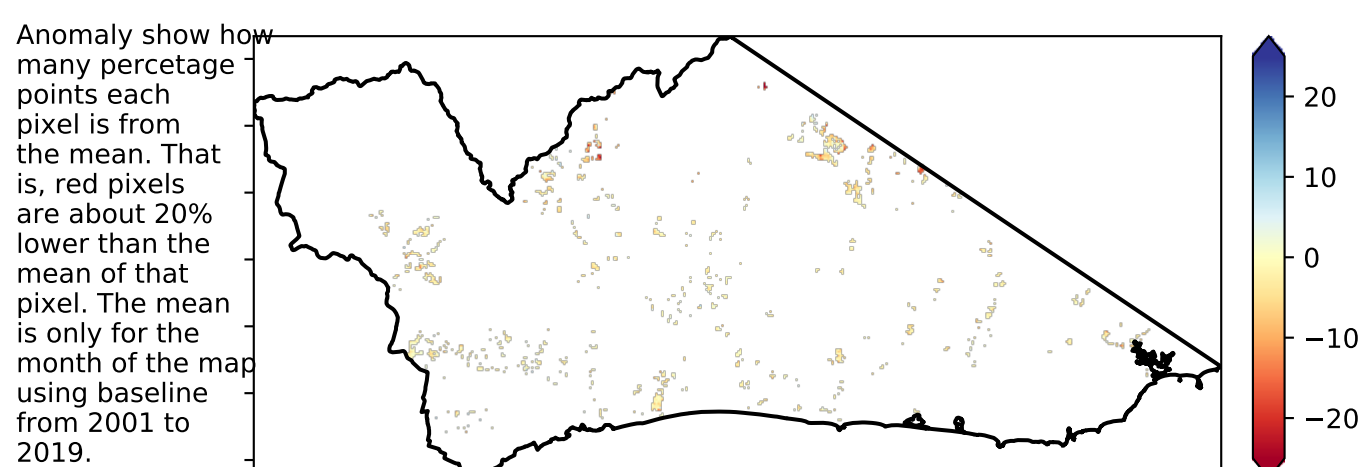 Anomaly show how
many percetage
points each
pixel is from
the mean. That
is, red pixels
are about 20%
lower than the
mean of that
pixel. The mean
is only for the
month of the map
using baseline
from 2001 to
2019.
20
10
0
−10
−20